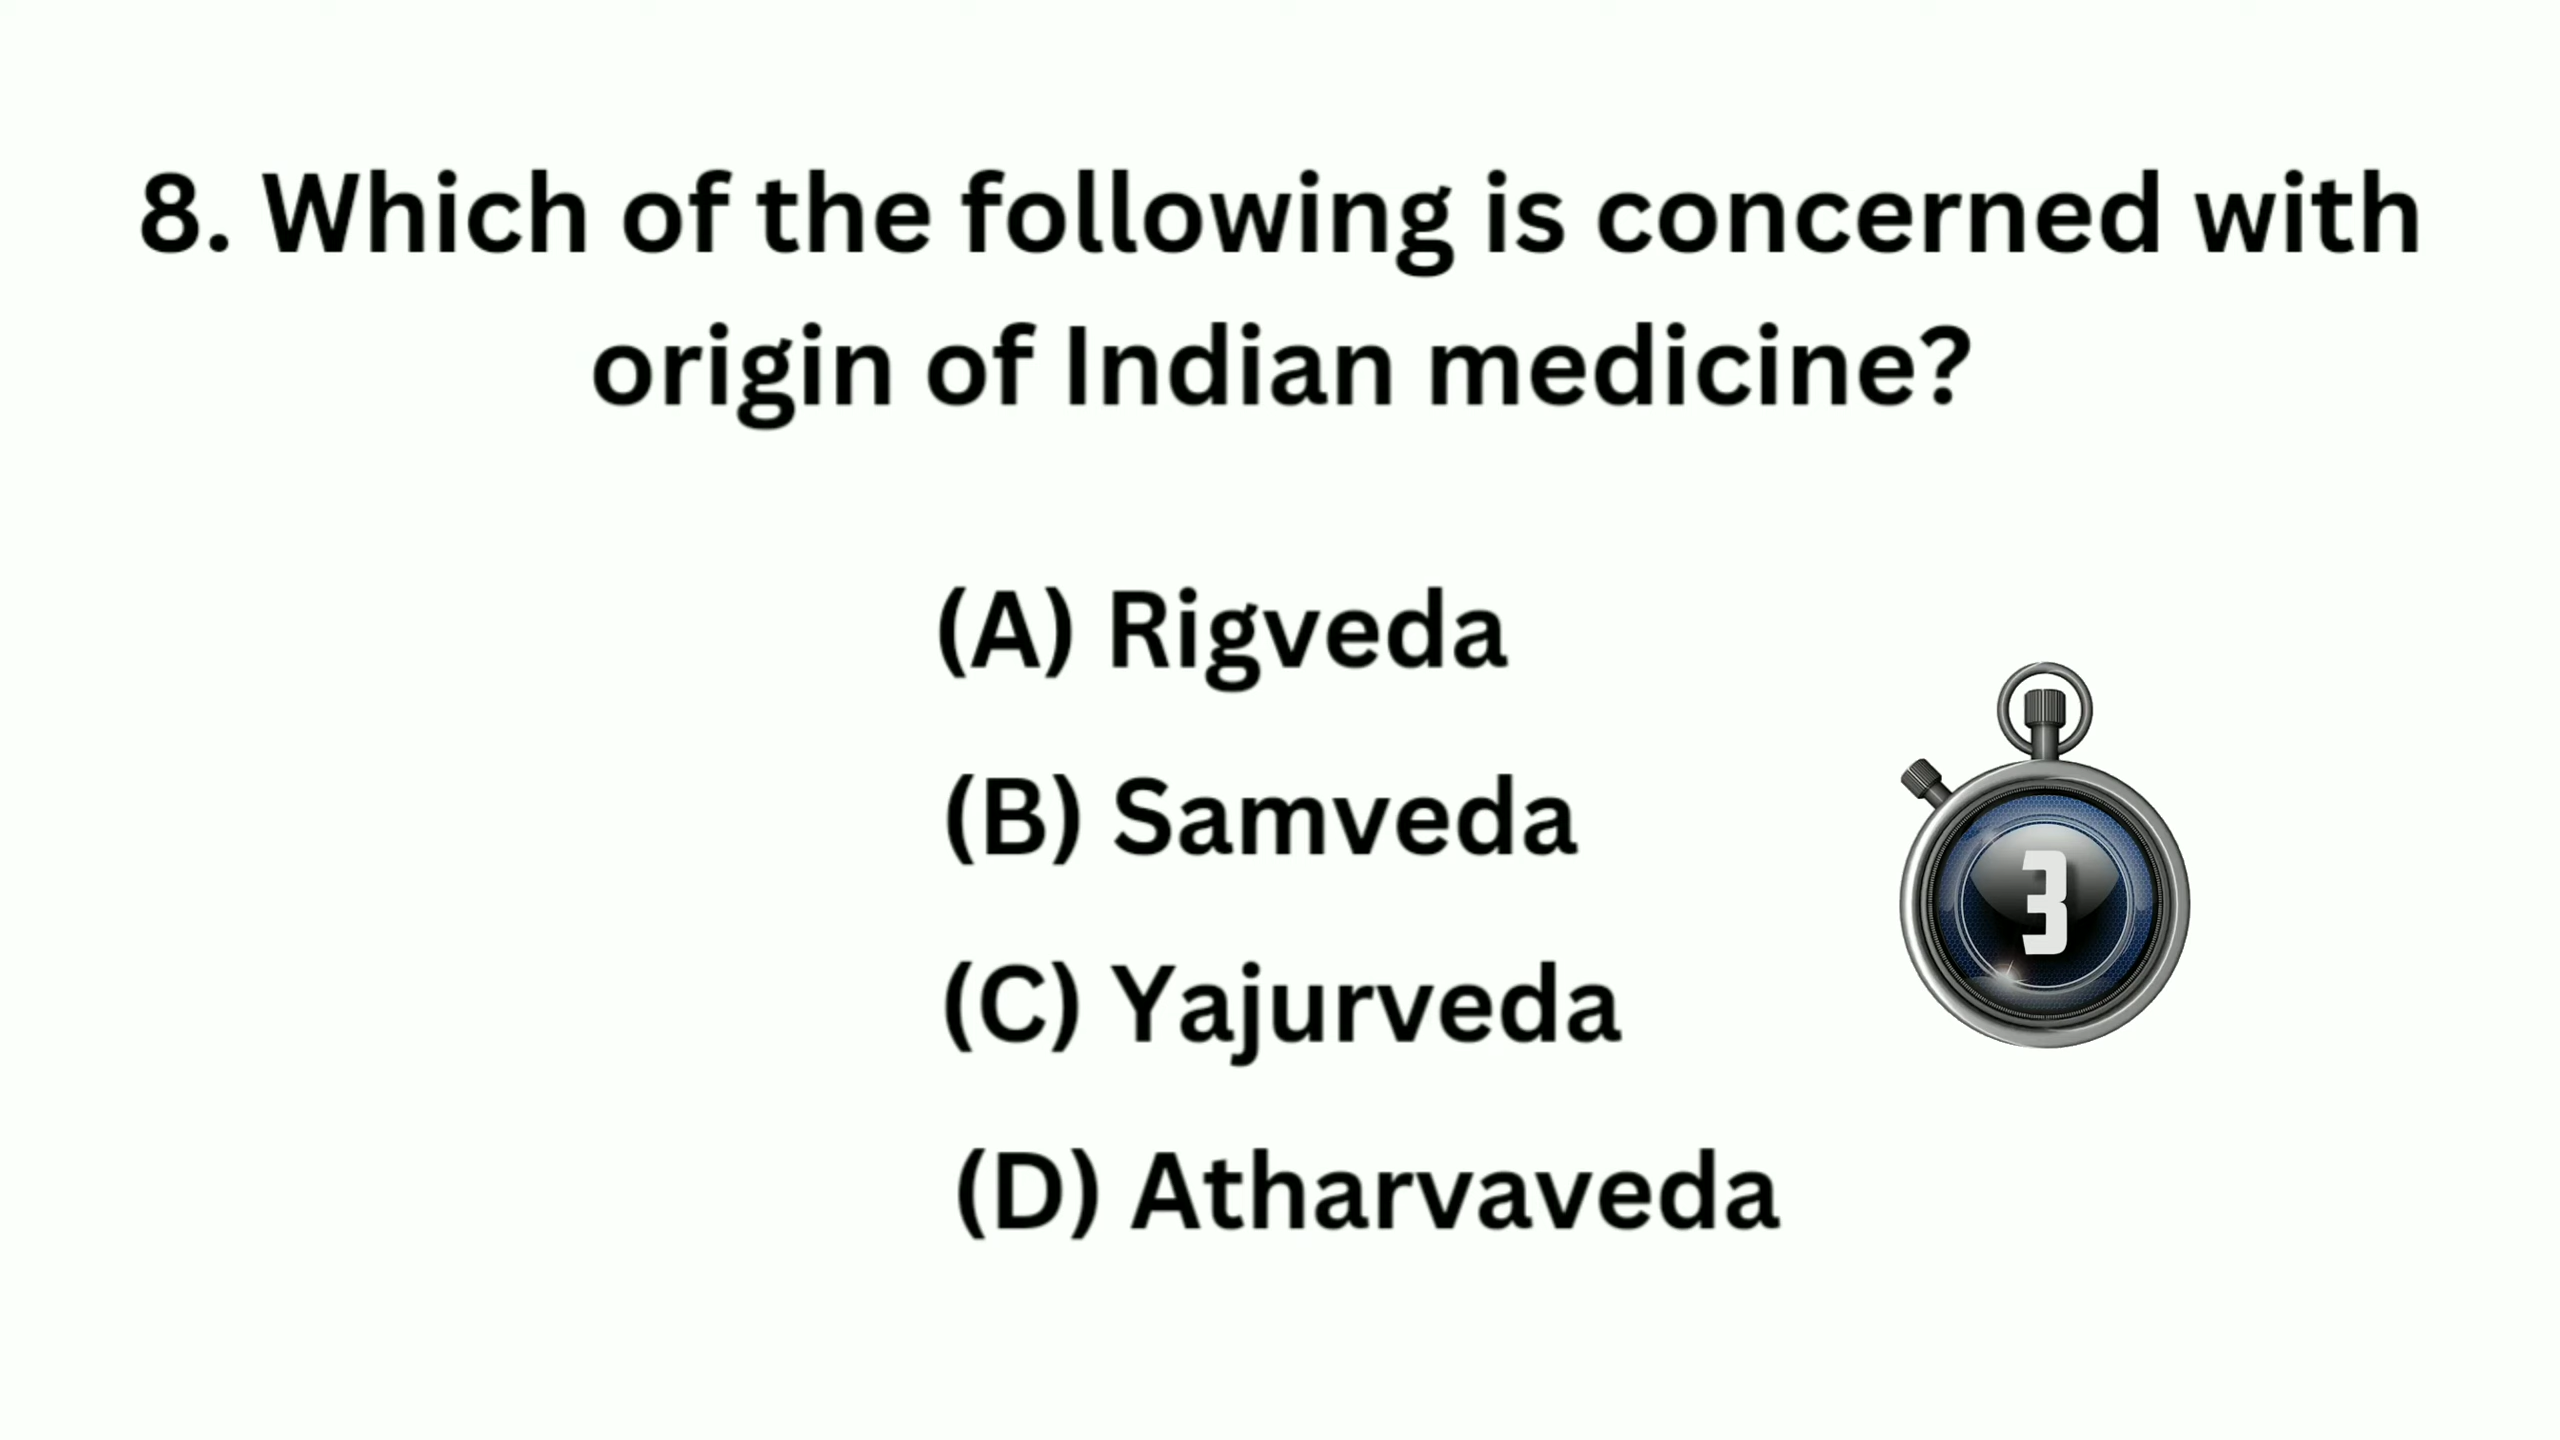 8. Which of the following is concerned with
origin of Indian medicine?
(A) Rigveda
(B) Samveda
3
(C) Yajurveda
(D) Atharvaveda